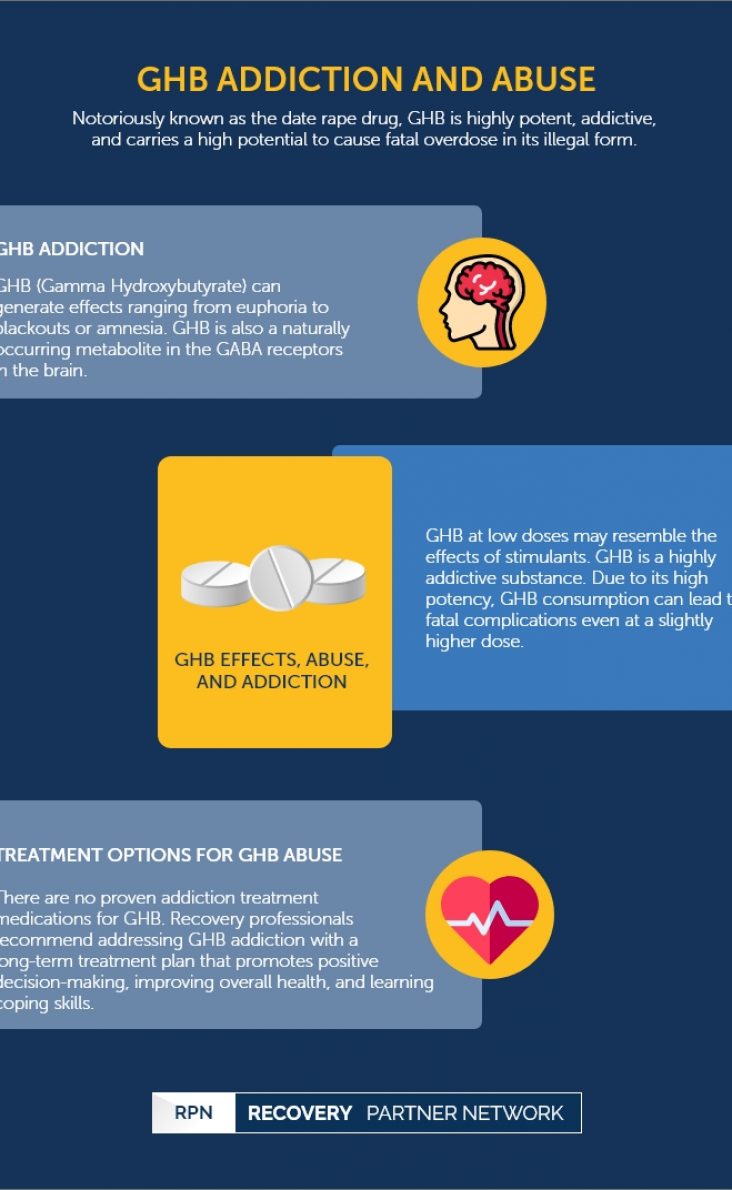 GHB ADDICTION AND ABUSE
Notoriously known as the date rape drug, GHB is highly potent, addictive,
and carries a high potential to cause fatal overdose in its illegal form.
GHB ADDICTION
GHB (Gamma Hydroxybutyrate) can
generate effects ranging from euphoria to
blackouts or amnesia. GHB is also a naturally
occurring metabolite in the GABA receptors
in the brain.
GHB EFFECTS, ABUSE,
AND ADDICTION
GHB at low doses may resemble the
effects of stimulants. GHB is a highly
addictive substance. Due to its high
potency, GHB consumption can lead t
fatal complications even at a slightly
higher dose.
TREATMENT OPTIONS FOR GHB ABUSE
There are no proven addiction treatment
medications for GHB. Recovery professionals
recommend addressing GHB addiction with a
long-term treatment plan that promotes positive
decision-making, improving overall health, and learning
coping skills.
RPN RECOVERY PARTNER NETWORK